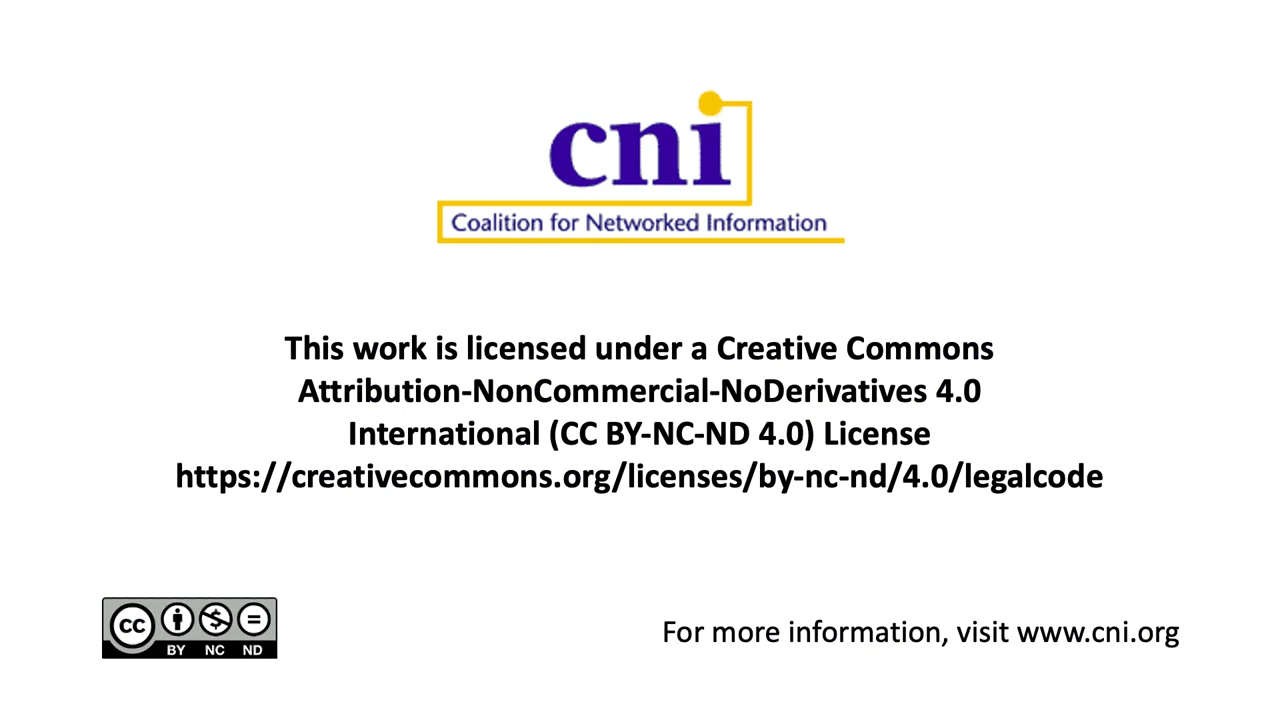 cni
Coalition for Networked Information
This work is licensed under a Creative Commons
Attribution-NonCommercial-NoDerivatives 4.0
International (CC BY-NC-ND 4.0) License
https://creativecommons.org/licenses/by-nc-nd/4.0/legalcode
cc
BY NC ND
For more information, visit www.cni.org